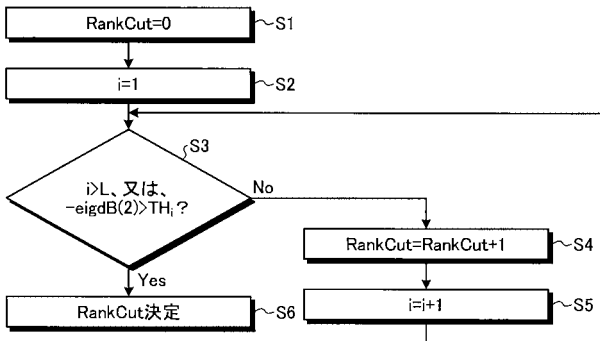 RankCut=0
S1
i=1
S2
S3
i>L、又は、
-eigdB(2)>THi?
No
RankCut=RankCut+1
S4
Yes
RankCut決定
S6
i=i+1
S5